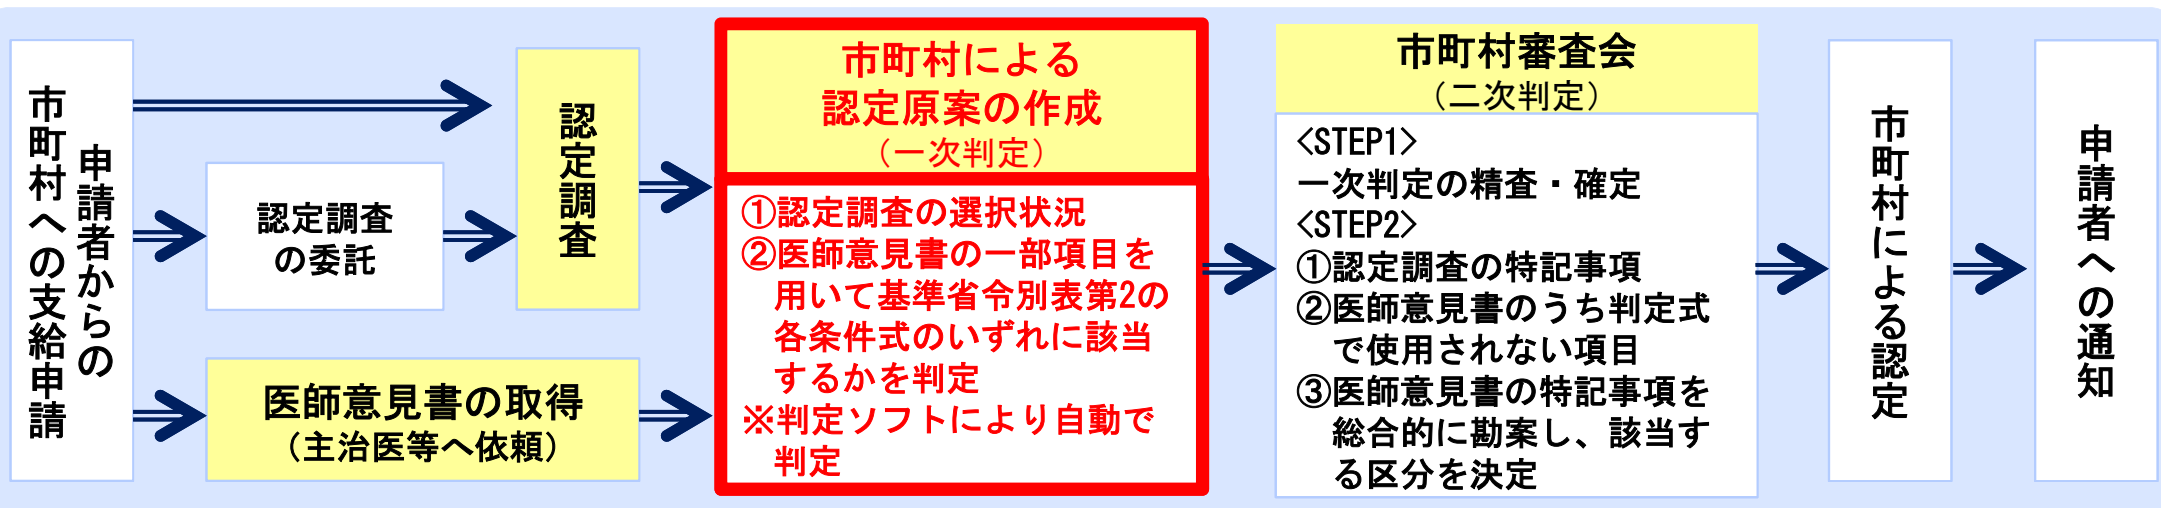 申請者からの
市町村への支給申請
認定調査
の委託
医師意見書の取得
（主治医等へ依頼）
認定調査
市町村による
認定原案の作成
（一次判定）
①認定調査の選択状況
②医師意見書の一部項目を
用いて基準省令別表第2の
各条件式のいずれに該当
するかを判定
※判定ソフトにより自動で
判定
市町村審査会
（二次判定）
<STEP1>
一次判定の精査・確定
<STEP2>
①認定調査の特記事項
②医師意見書のうち判定式
で使用されない項目
③医師意見書の特記事項を
総合的に勘案し、該当す
る区分を決定
市町村による認定
申請者への通知